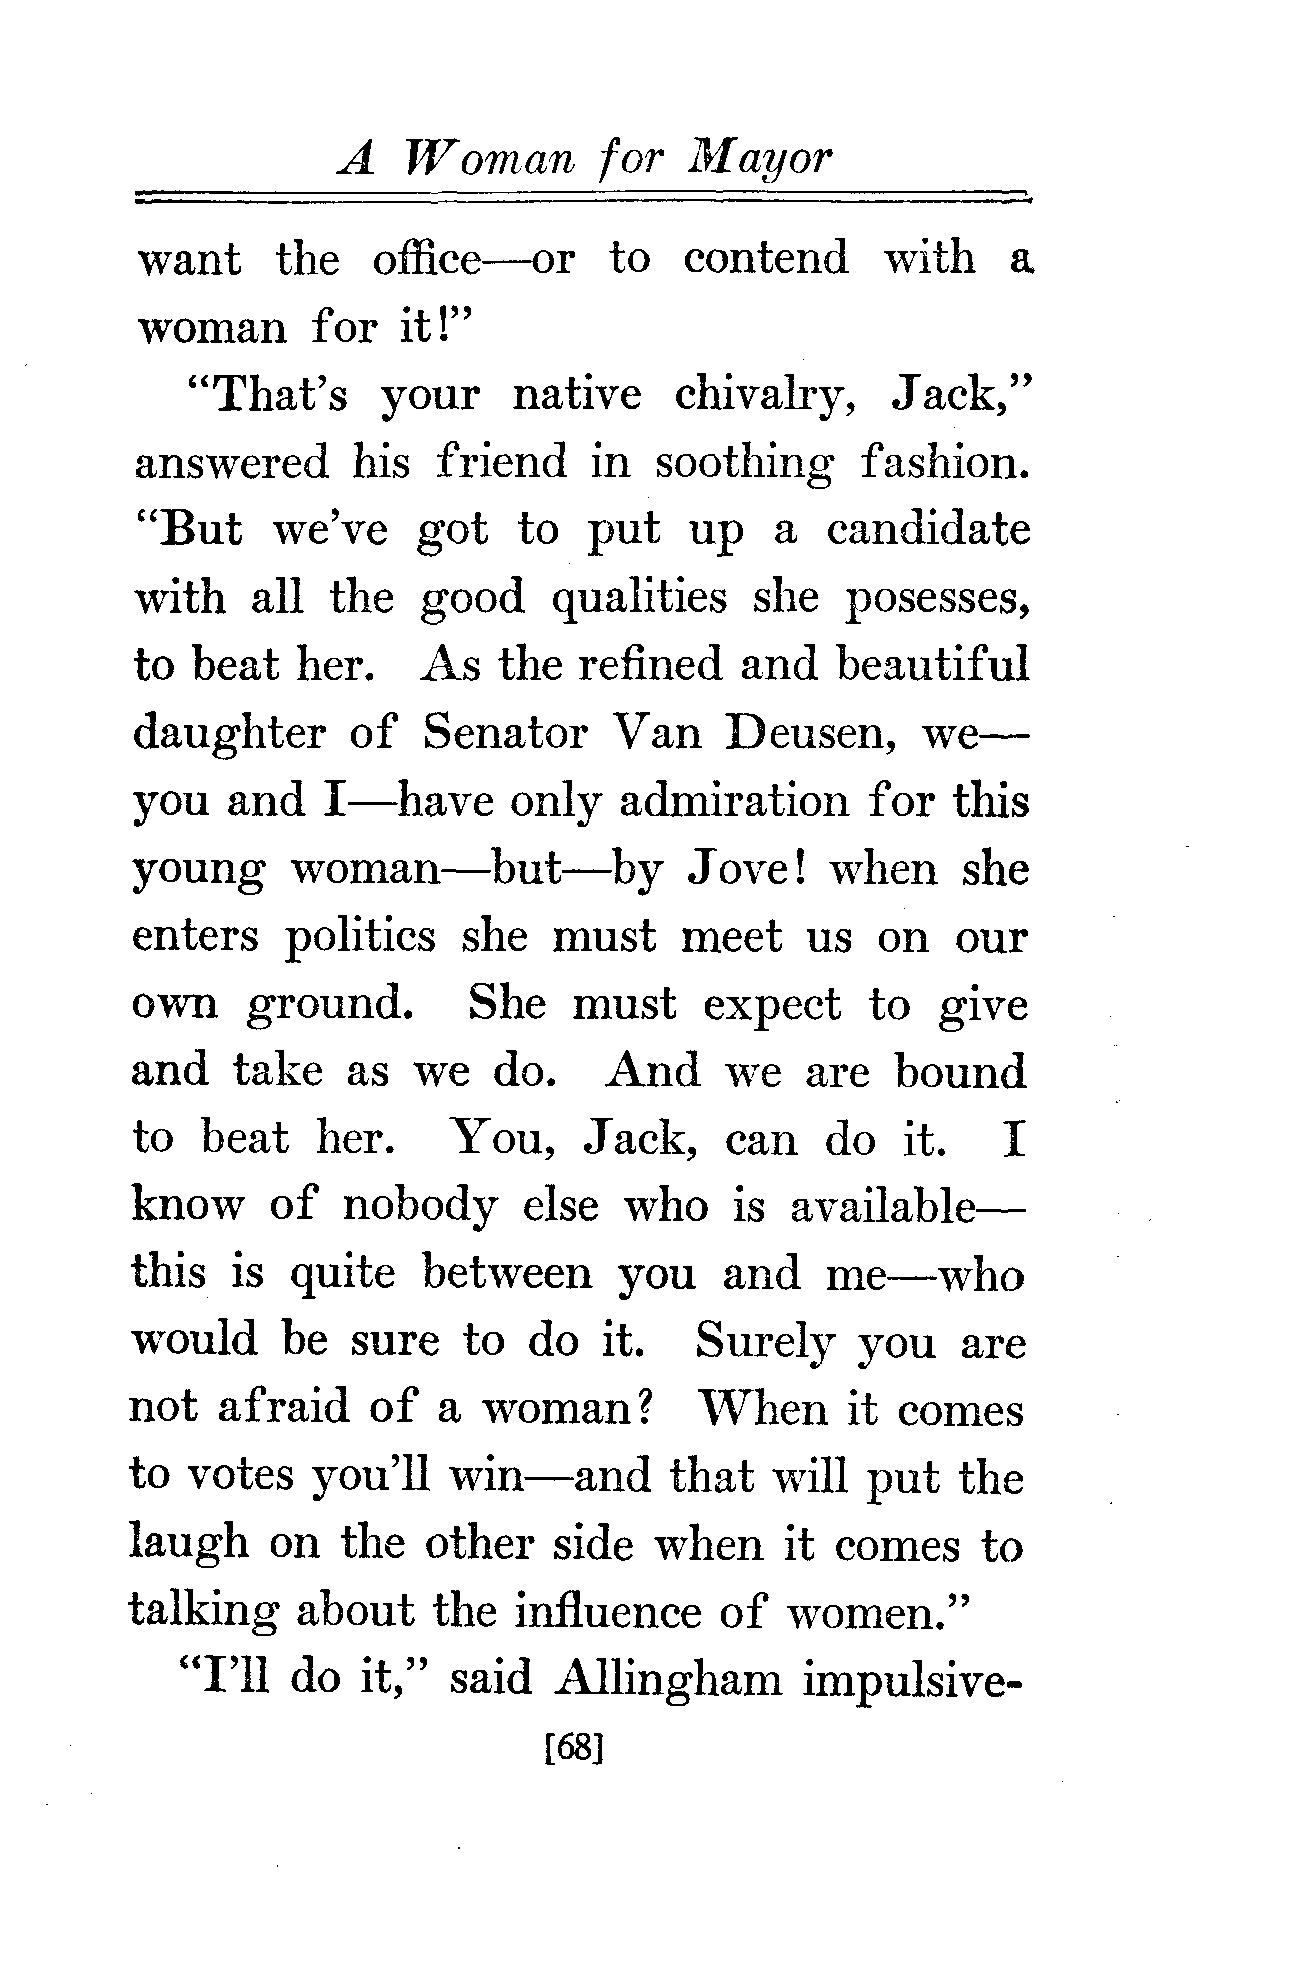 A Woman for Mayor
want the office—or to contend with a
woman for it!”
“That’s your native chivalry, Jack,”
answered his friend in soothing fashion.
“But we’ve got to put up a candidate
with all the good qualities she posesses,
to beat her. As the refined and beautiful
daughter of Senator Van Deusen, we—
you and I—have only admiration for this
young woman—but—by Jove! when she
enters politics she must meet us on our
own ground. She must expect to give
and take as we do. And we are bound
to beat her. You, Jack, can do it. I
know of nobody else who is available—
this is quite between you and me—who
would be sure to do it. Surely you are
not afraid of a woman? When it comes
to votes you’ll win—and that will put the
laugh on the other side when it comes to
talking about the influence of women.”
“I’ll do it,” said Allingham impulsive-
[68]